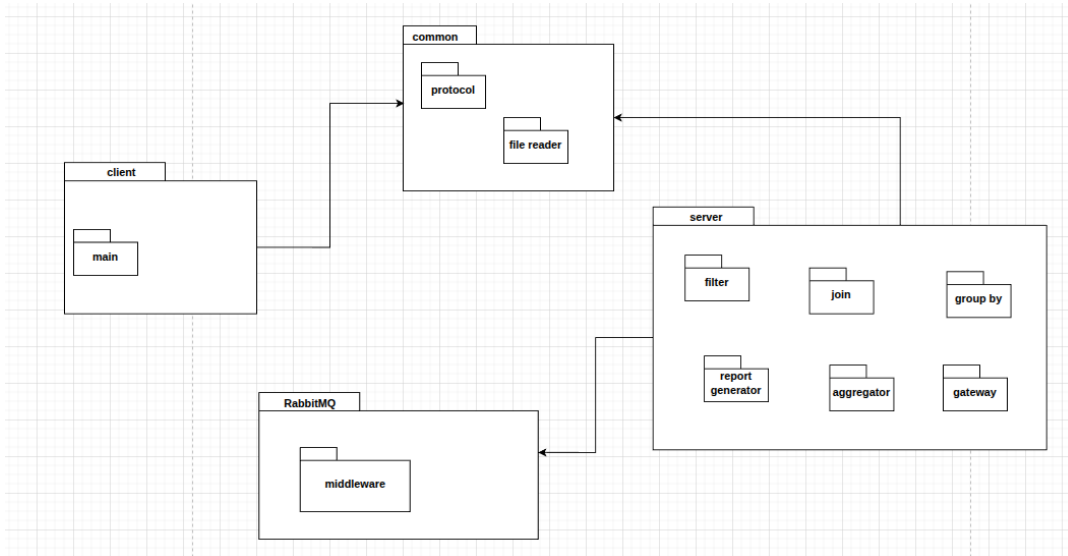 common
protocol
file reader
client
main
server
filter
join
group by
report
generator
aggregator
gateway
RabbitMQ
middleware